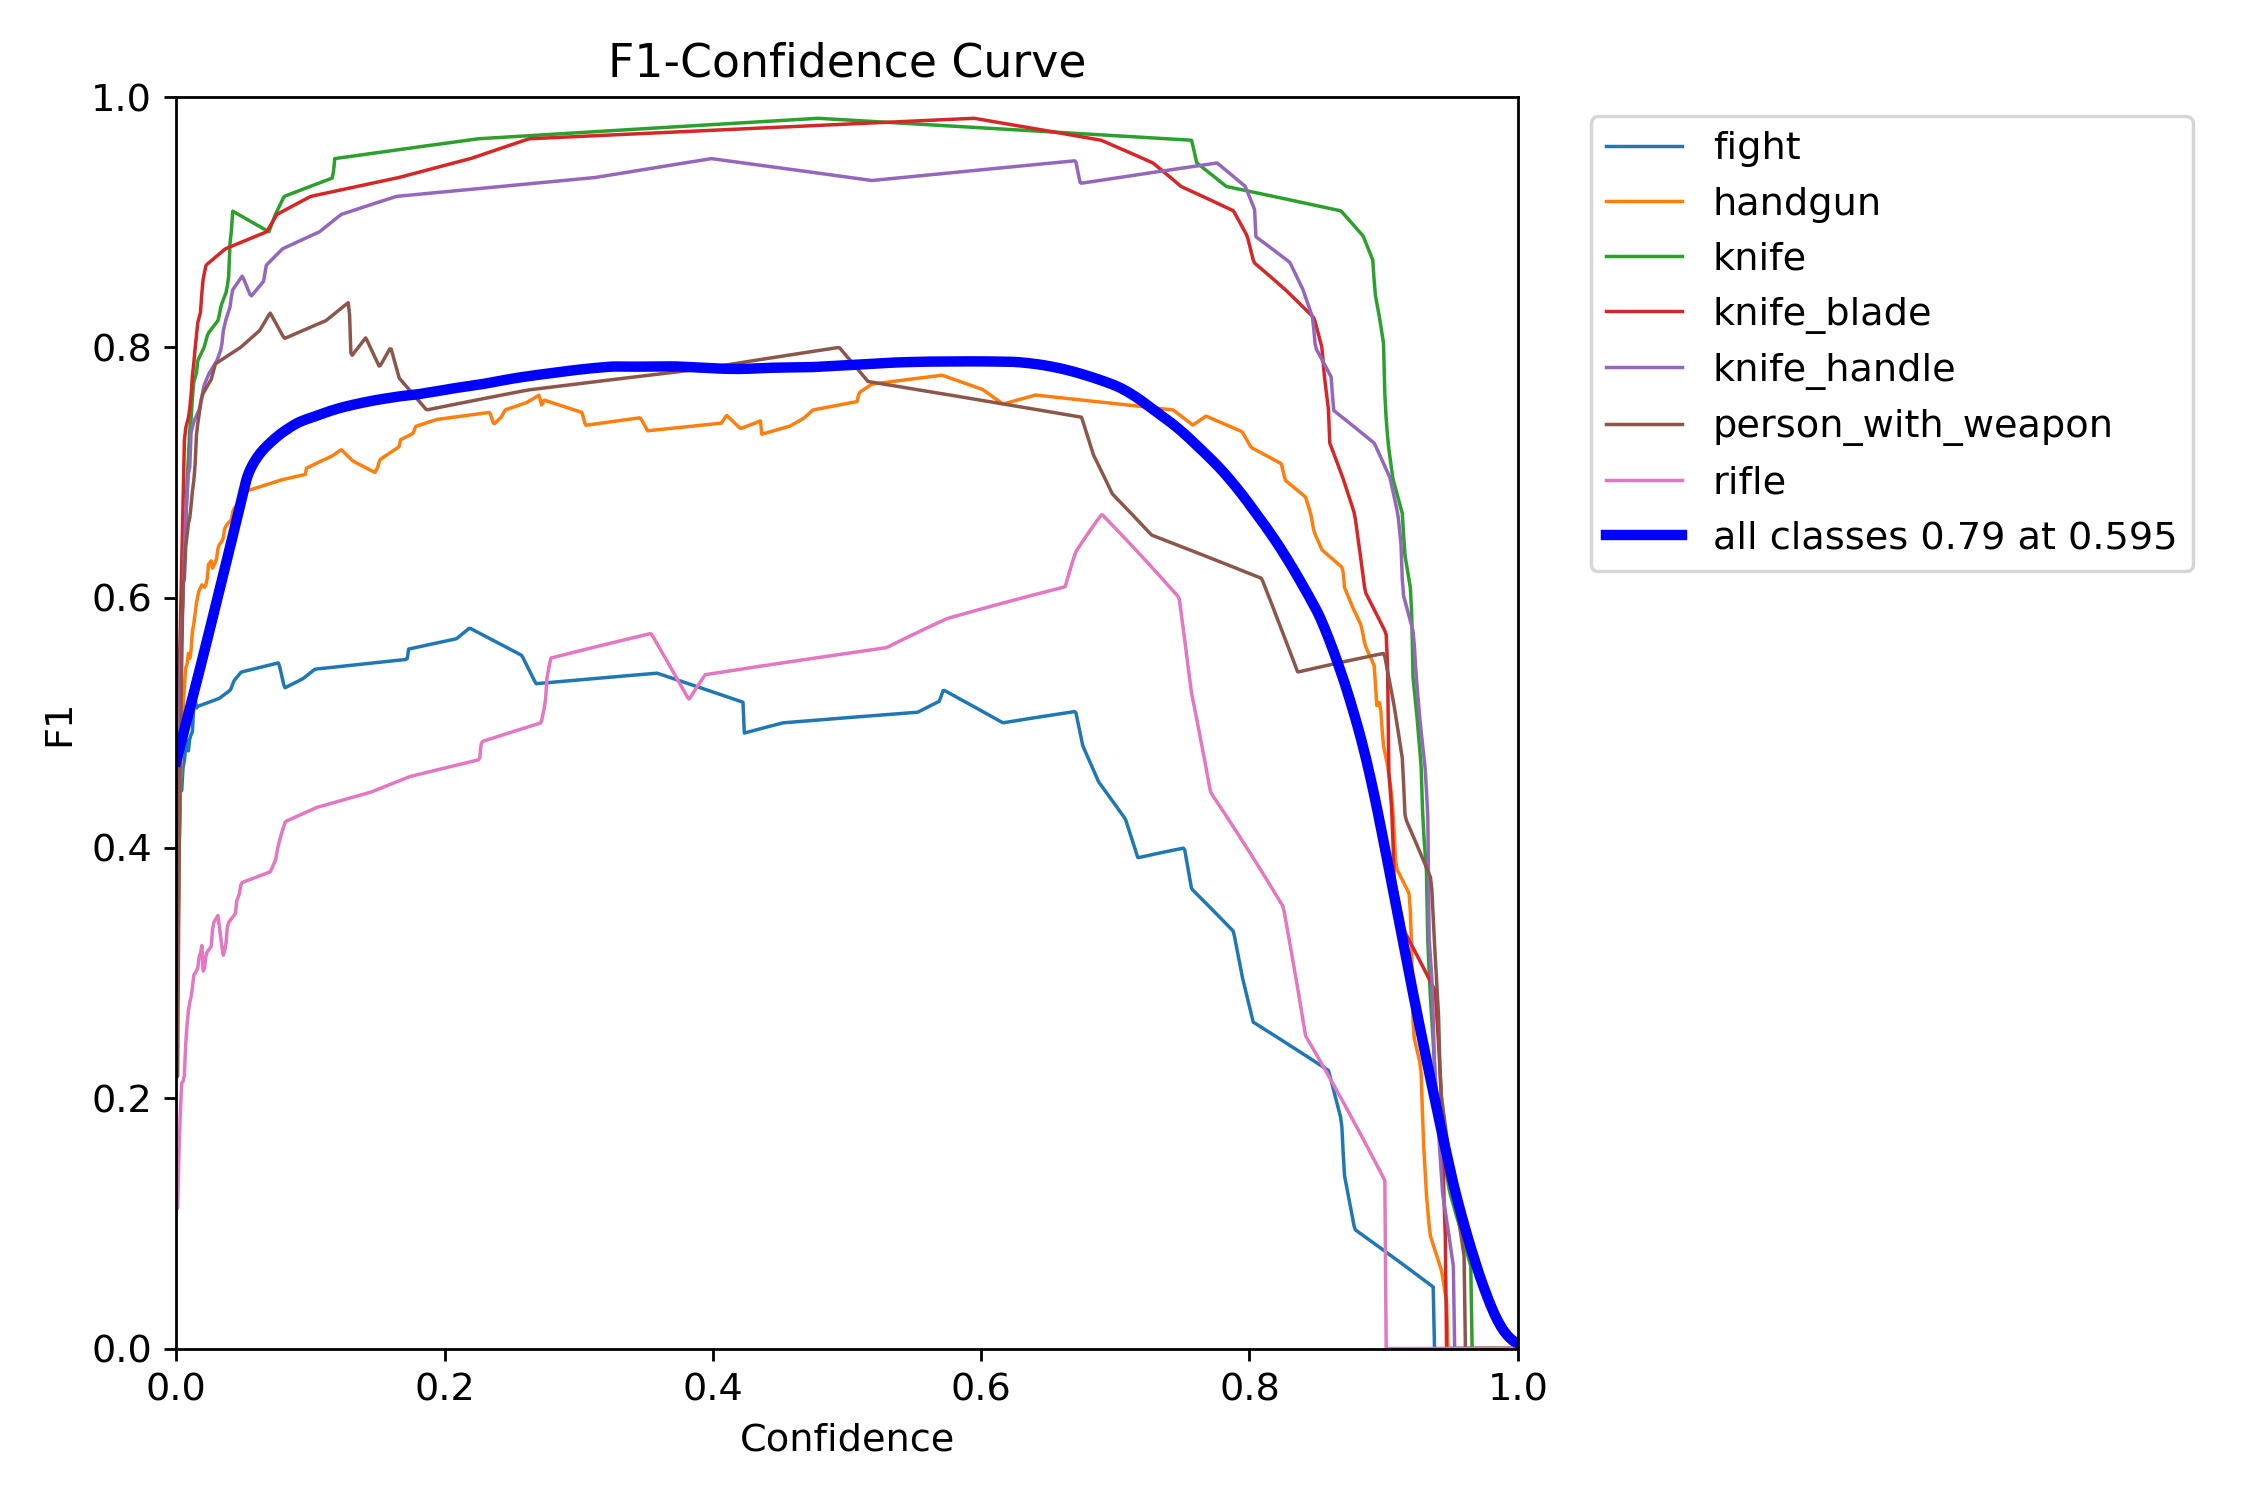 F1-Confidence Curve
1.0
0.8
0.6
0.4
0.2
0.0
F1
0.0 0.2 0.4 0.6 0.8 1.0
Confidence
fight
handgun
knife
knife_blade
knife_handle
person_with_weapon
rifle
all classes 0.79 at 0.595